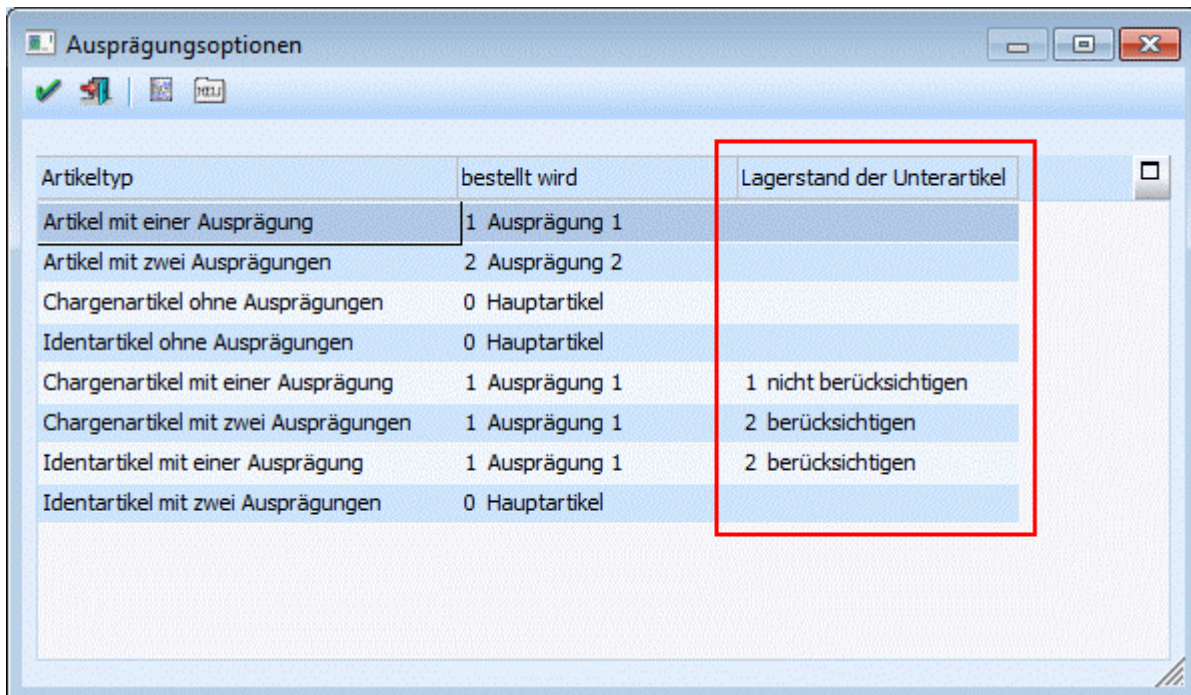 Ausprägungsoptionen
Artikeltyp bestellt wird Lagerstand der Unterartikel
Artikel mit einer Ausprägung 1 Ausprägung 1
Artikel mit zwei Ausprägungen 2 Ausprägung 2
Chargenartikel ohne Ausprägungen 0 Hauptartikel
Identartikel ohne Ausprägungen 0 Hauptartikel
Chargenartikel mit einer Ausprägung 1 Ausprägung 1 1 nicht berücksichtigen
Chargenartikel mit zwei Ausprägungen 1 Ausprägung 1 2 berücksichtigen
Identartikel mit einer Ausprägung 1 Ausprägung 1 2 berücksichtigen
Identartikel mit zwei Ausprägungen 0 Hauptartikel